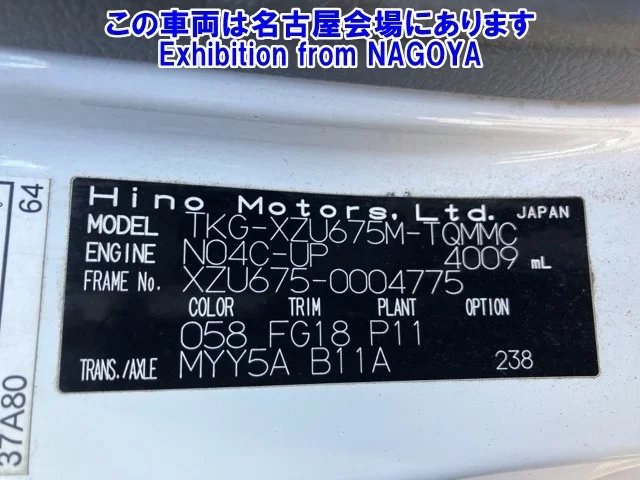 この車両は名古屋会場にあります
Exhibition from NAGOYA
Hino Motors, Ltd. JAPAN
MODEL TKG-XZU675M-TQMMC
ENGINE N04C-UP 4009 mL
FRAME No. XZU675-0004775
COLOR TRIM PLANT OPTION
058 FG18 P11
TRANS./AXLE MYY5A B11A 238
64
37A80